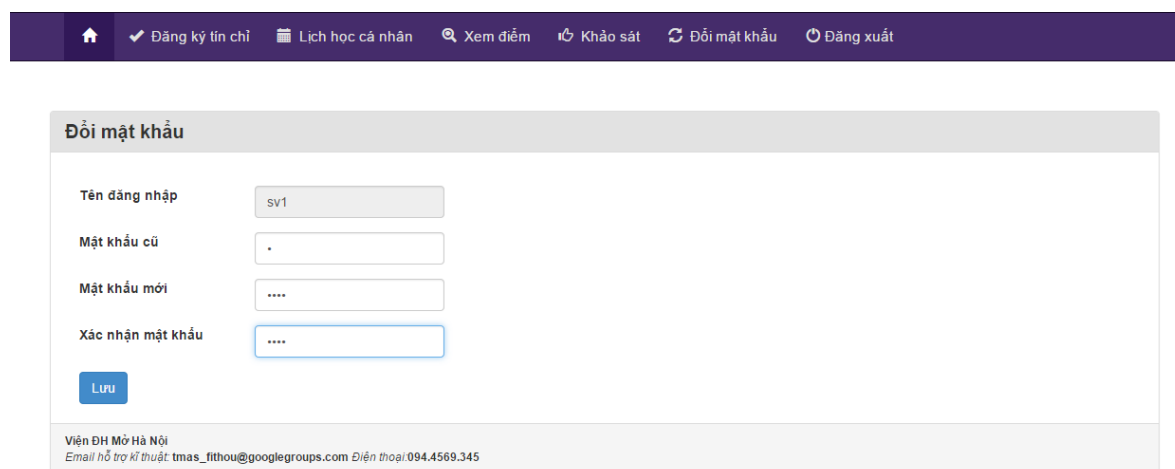 Đăng ký tín chỉ Lịch học cá nhân Xem điểm Khảo sát Đổi mật khẩu Đăng xuất
Đổi mật khẩu
Tên đăng nhập sv1
Mật khẩu cũ •
Mật khẩu mới ••••
Xác nhận mật khẩu ••••
Lưu
Viện ĐH Mở Hà Nội
Email hỗ trợ kĩ thuật: tmas_fithou@googlegroups.com Điện thoại:094.4569.345